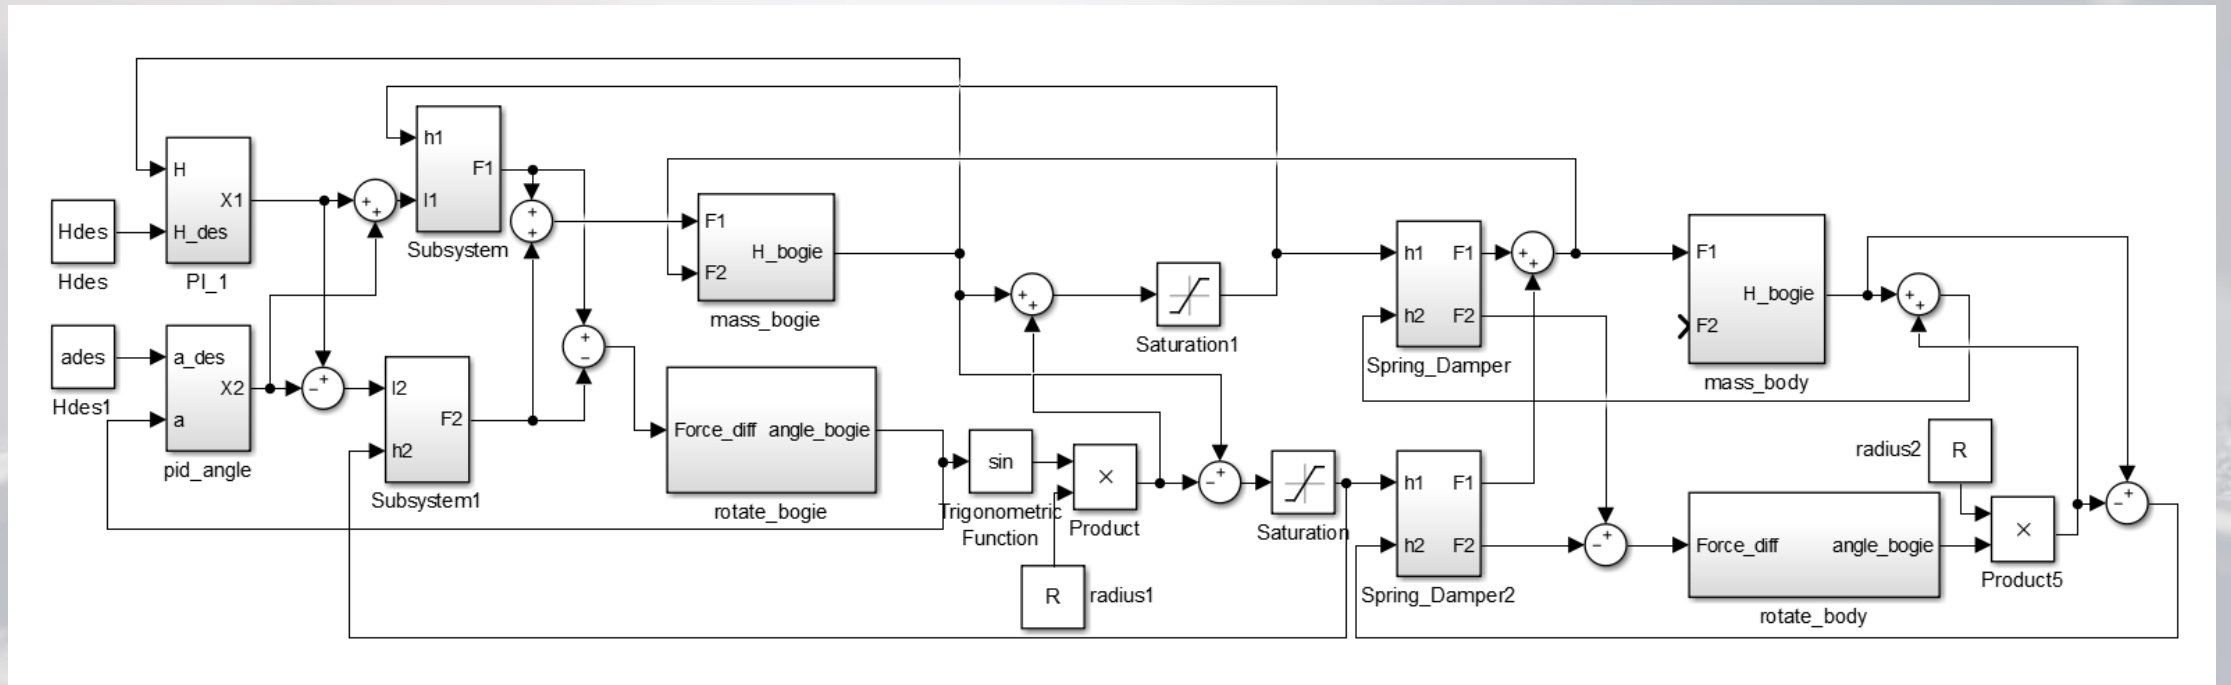 H
X1
H_des
PI_1
Hdes
Hdes
ades
Hdes1
a_des
X2
a
pid_angle
h1
F1
I1
Subsystem
I2
F2
h2
Subsystem1
F1
H_bogie
F2
mass_bogie
Force_diff angle_bogie
rotate_bogie
sin
Trigonometric
Function
Product
R
radius1
Saturation1
Saturation
h1 F1
h2 F2
Spring_Damper
h1 F1
h2 F2
Spring_Damper2
F1
H_bogie
F2
mass_body
radius2
R
Force_diff angle_bogie
rotate_body
Product5